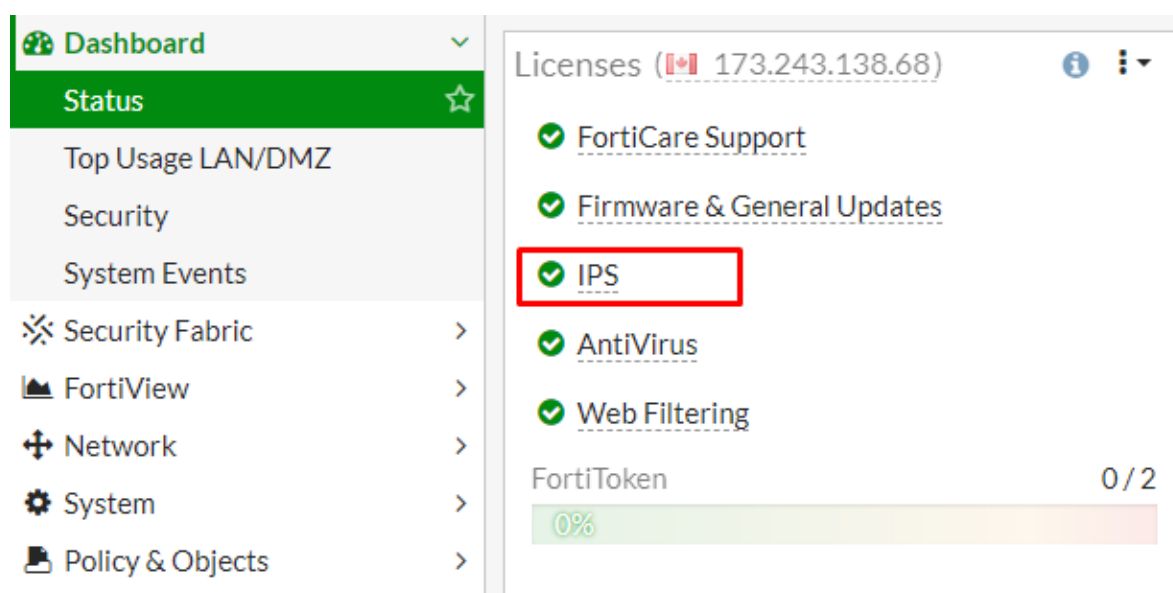 Dashboard
Status
Top Usage LAN/DMZ
Security
System Events
Security Fabric
FortiView
Network
System
Policy & Objects
Licenses (173.243.138.68)
FortiCare Support
Firmware & General Updates
IPS
AntiVirus
Web Filtering
FortiToken 0 / 2
0%